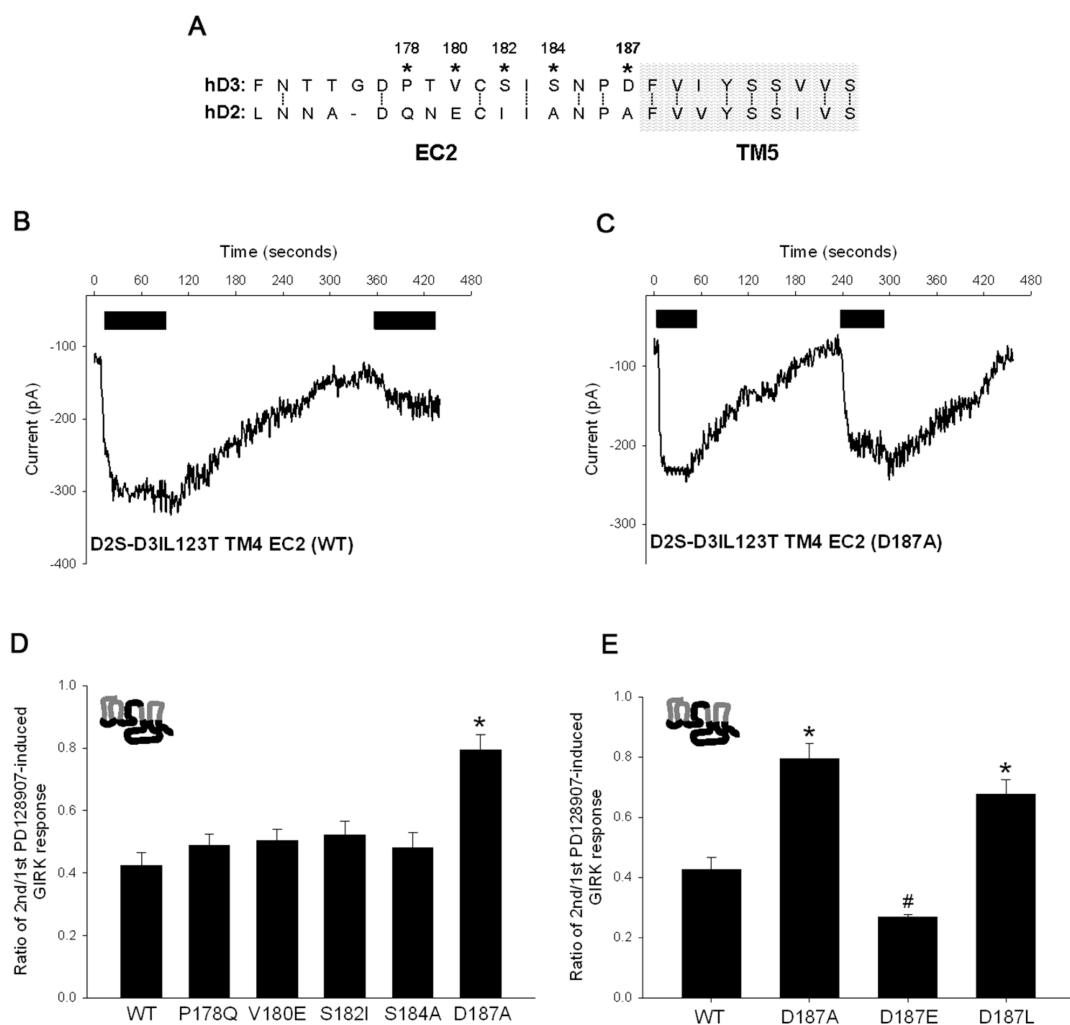 A
178 180 182 184 187
* * * * *
hD3: F N T T G D P T V C S I S N P D F V I Y S S V V S
hD2: L N N A - D Q N E C I I A N P A F V V Y S S I V S
EC2 TM5
B
Time (seconds)
0 60 120 180 240 300 360 420 480
Current (pA)
-100
-200
-300
-400
D2S-D3IL123T TM4 EC2 (WT)
C
Time (seconds)
0 60 120 180 240 300 360 420 480
Current (pA)
-100
-200
-300
D2S-D3IL123T TM4 EC2 (D187A)
D
Ratio of 2nd/1st PD128907-induced
GIRK response
1.0
0.8
0.6
0.4
0.2
0.0
*
WT P178Q V180E S182I S184A D187A
E
Ratio of 2nd/1st PD128907-induced
GIRK response
1.0
0.8
0.6
0.4
0.2
0.0
* # *
WT D187A D187E D187L